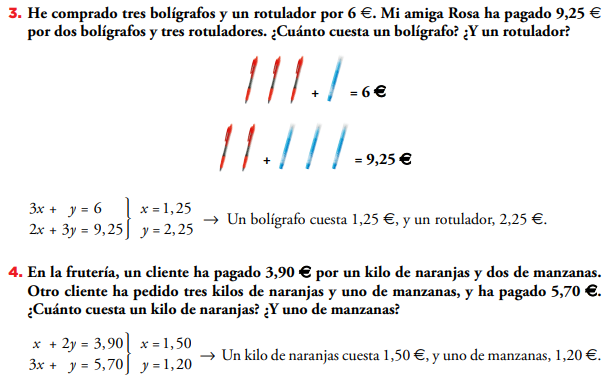 3. He comprado tres bolígrafos y un rotulador por 6 €. Mi amiga Rosa ha pagado 9,25 €
por dos bolígrafos y tres rotuladores. ¿Cuánto cuesta un bolígrafo? ¿Y un rotulador?
+ = 6 €
+ = 9,25 €
3x + y = 6 } x = 1,25
2x + 3y = 9,25 } y = 2,25 → Un bolígrafo cuesta 1,25 €, y un rotulador, 2,25 €.
4. En la frutería, un cliente ha pagado 3,90 € por un kilo de naranjas y dos de manzanas.
Otro cliente ha pedido tres kilos de naranjas y uno de manzanas, y ha pagado 5,70 €.
¿Cuánto cuesta un kilo de naranjas? ¿Y uno de manzanas?
x + 2y = 3,90 } x = 1,50
3x + y = 5,70 } y = 1,20 → Un kilo de naranjas cuesta 1,50 €, y uno de manzanas, 1,20 €.